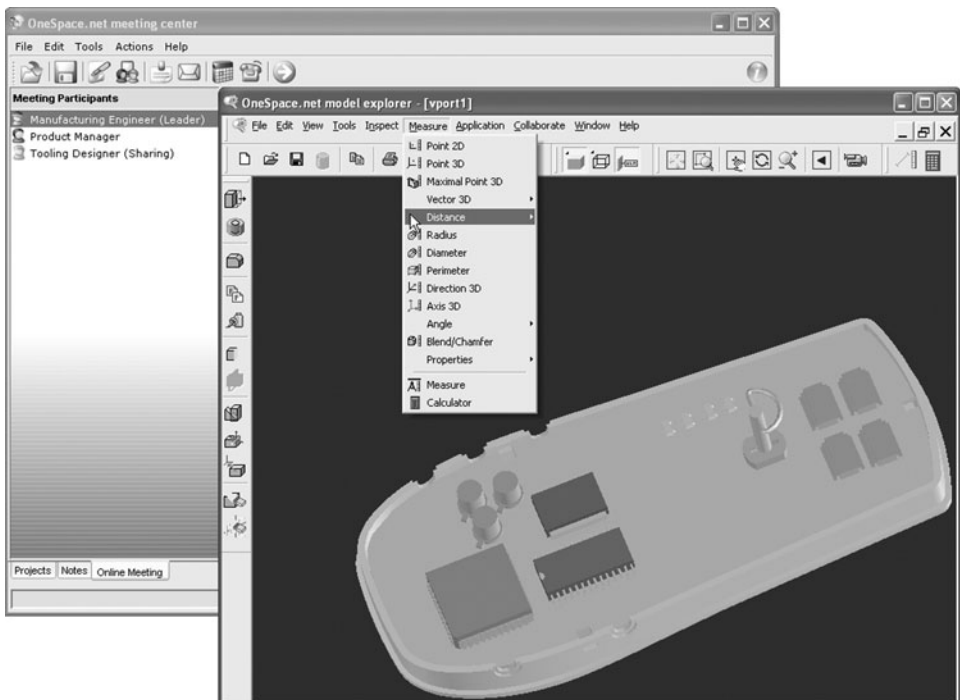 OneSpace.net meeting center
File Edit Tools Actions Help
Meeting Participants
Manufacturing Engineer (Leader)
Product Manager
Tooling Designer (Sharing)
Projects Notes Online Meeting
OneSpace.net model explorer - [vport1]
File Edit View Tools Inspect Measure Application Collaborate Window Help
Point 2D
Point 3D
Maximal Point 3D
Vector 3D
Distance
Radius
Diameter
Perimeter
Direction 3D
Axis 3D
Angle
Blend/Chamfer
Properties
Measure
Calculator